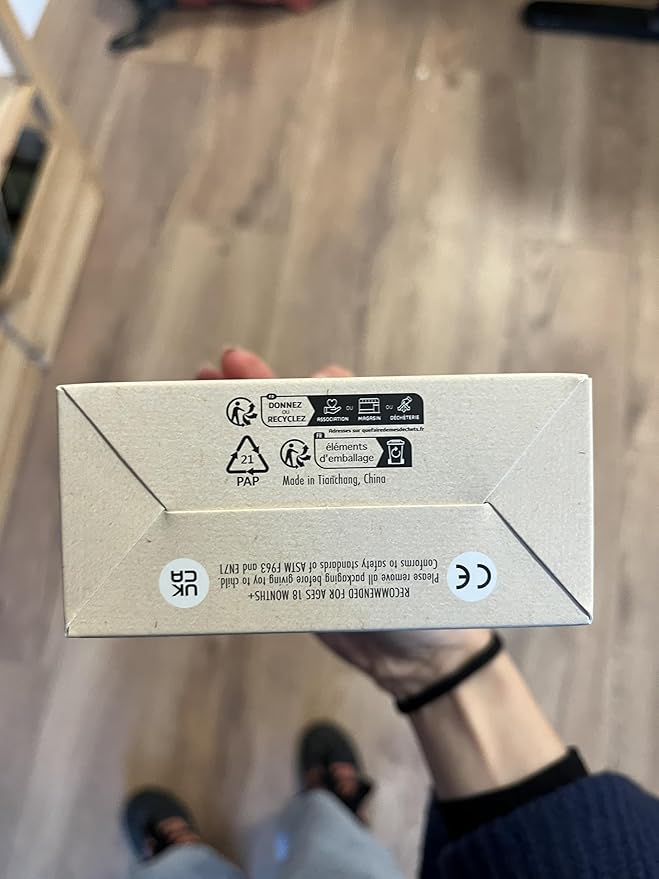 FR
DONNEZ
OU
RECYCLEZ
ASSOCIATION
OU
MAGASIN
OU
DÉCHÈTERIE
Adresses sur quefairedemesdechets.fr
21
PAP
FR
éléments
d'emballage
Made in Tianchang, China
RECOMMENDED FOR AGES 18 MONTHS+
Please remove all packaging before giving toy to child.
Conforms to safety standards of ASTM F963 and EN71
CE
UK
CA